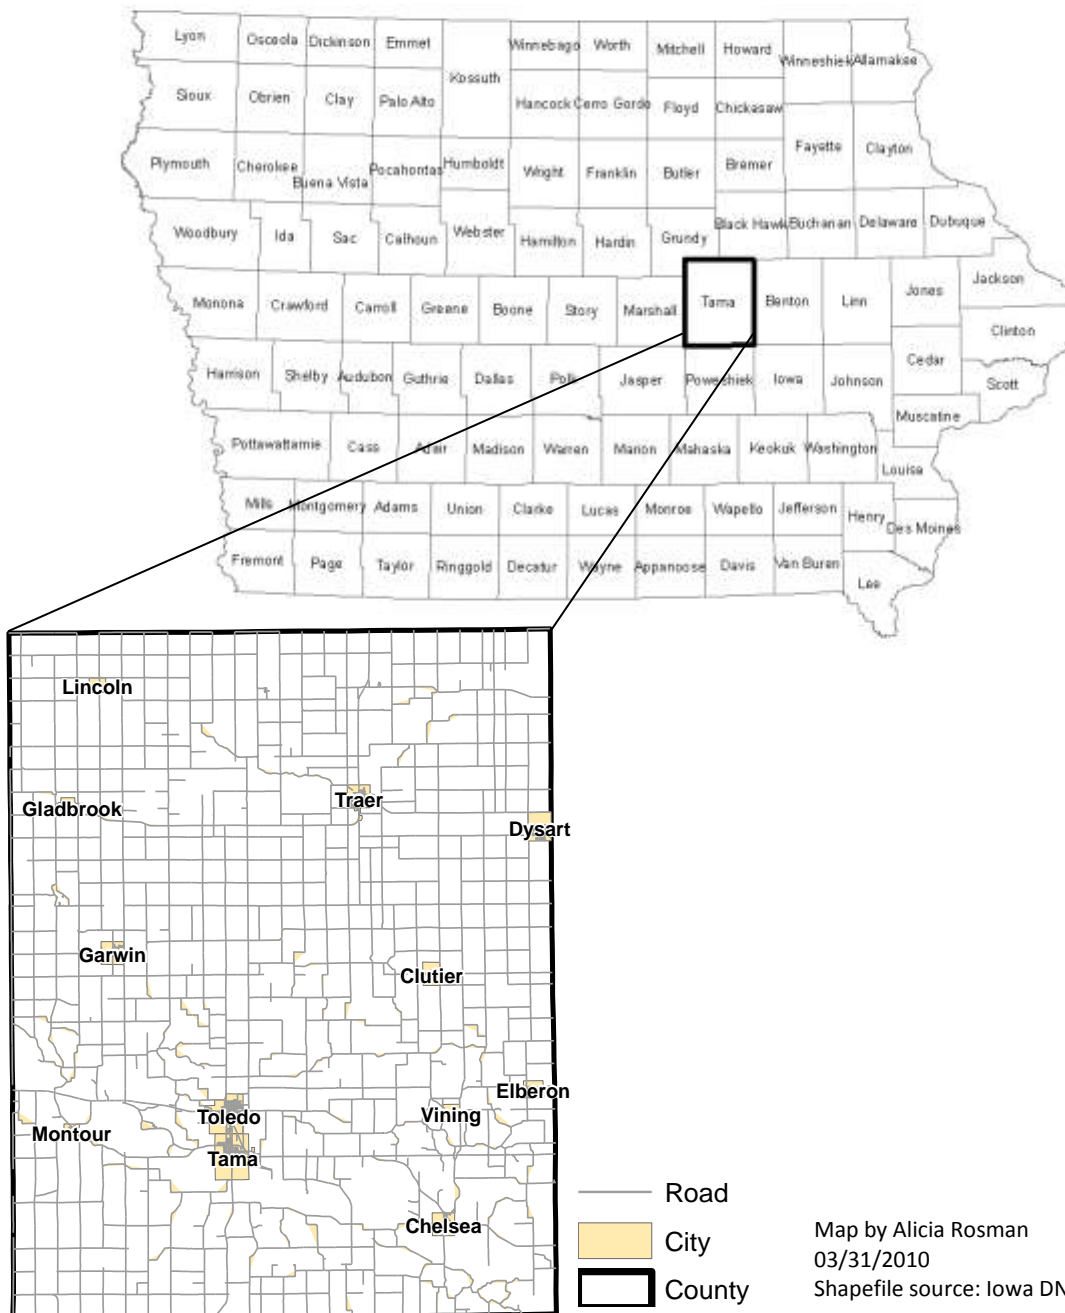 Lyon Osceola Dickinson Emmet Winnebago Worth Mitchell Howard Winneshiek Allamakee
Kossuth
Sioux Obrien Clay Palo Alto Hancock Cerro Gordo Floyd Chickasaw
Plymouth Cherokee Buena Vista Pocahontas Humboldt Wright Franklin Butler Bremer Fayette Clayton
Woodbury Ida Sac Calhoun Webster Hamilton Hardin Grundy Black Hawk Buchanan Delaware Dubuque
Monona Crawford Carroll Greene Boone Story Marshall Tama Benton Linn Jones Jackson
Clinton
Harrison Shelby Audubon Guthrie Dallas Polk Jasper Poweshiek Iowa Johnson Cedar Scott
Muscatine
Pottawattamie Cass Adair Madison Warren Marion Mahaska Keokuk Washington
Louisa
Mills Montgomery Adams Union Clarke Lucas Monroe Wapello Jefferson Henry Des Moines
Fremont Page Taylor Ringgold Decatur Wayne Appanoose Davis Van Buren Lee
Lincoln
Gladbrook Traer
Dysart
Garwin Clutier
Elberon
Toledo Vining
Montour
Tama
Chelsea
Road
City
County
Map by Alicia Rosman
03/31/2010
Shapefile source: Iowa DN